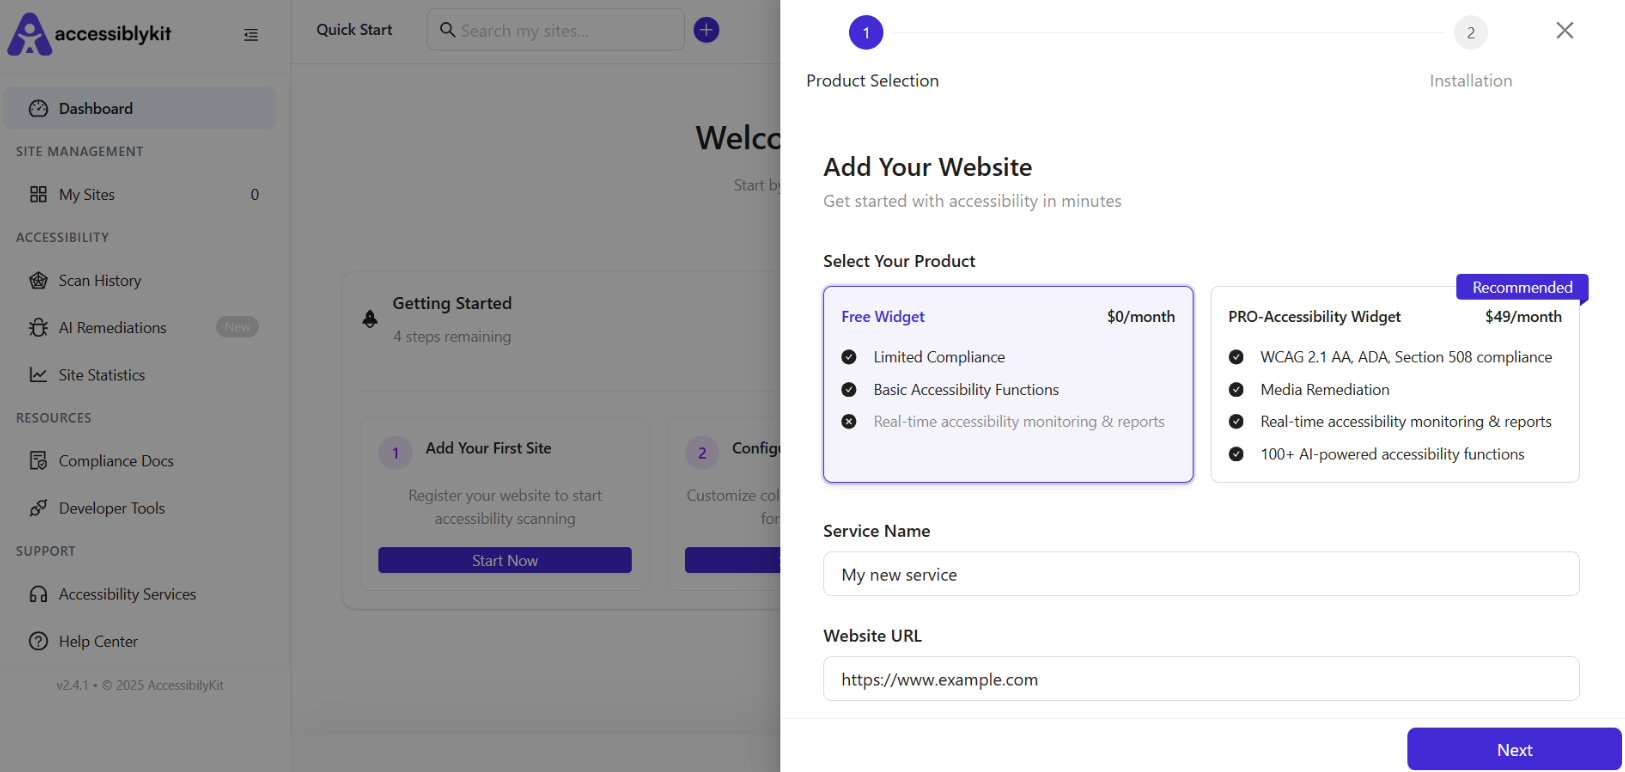 accessiblykit
Dashboard
SITE MANAGEMENT
My Sites 0
ACCESSIBILITY
Scan History
AI Remediations New
Site Statistics
RESOURCES
Compliance Docs
Developer Tools
SUPPORT
Accessibility Services
Help Center
v2.4.1 • © 2025 AccessibilyKit
Quick Start
Search my sites...
Welco
Start by
Getting Started
4 steps remaining
1 Add Your First Site
Register your website to start
accessibility scanning
Start Now
2 Configu
Customize col
for
1
2
Product Selection
Installation
Add Your Website
Get started with accessibility in minutes
Select Your Product
Free Widget $0/month
Limited Compliance
Basic Accessibility Functions
Real-time accessibility monitoring & reports
Recommended
PRO-Accessibility Widget $49/month
WCAG 2.1 AA, ADA, Section 508 compliance
Media Remediation
Real-time accessibility monitoring & reports
100+ AI-powered accessibility functions
Service Name
My new service
Website URL
https://www.example.com
Next